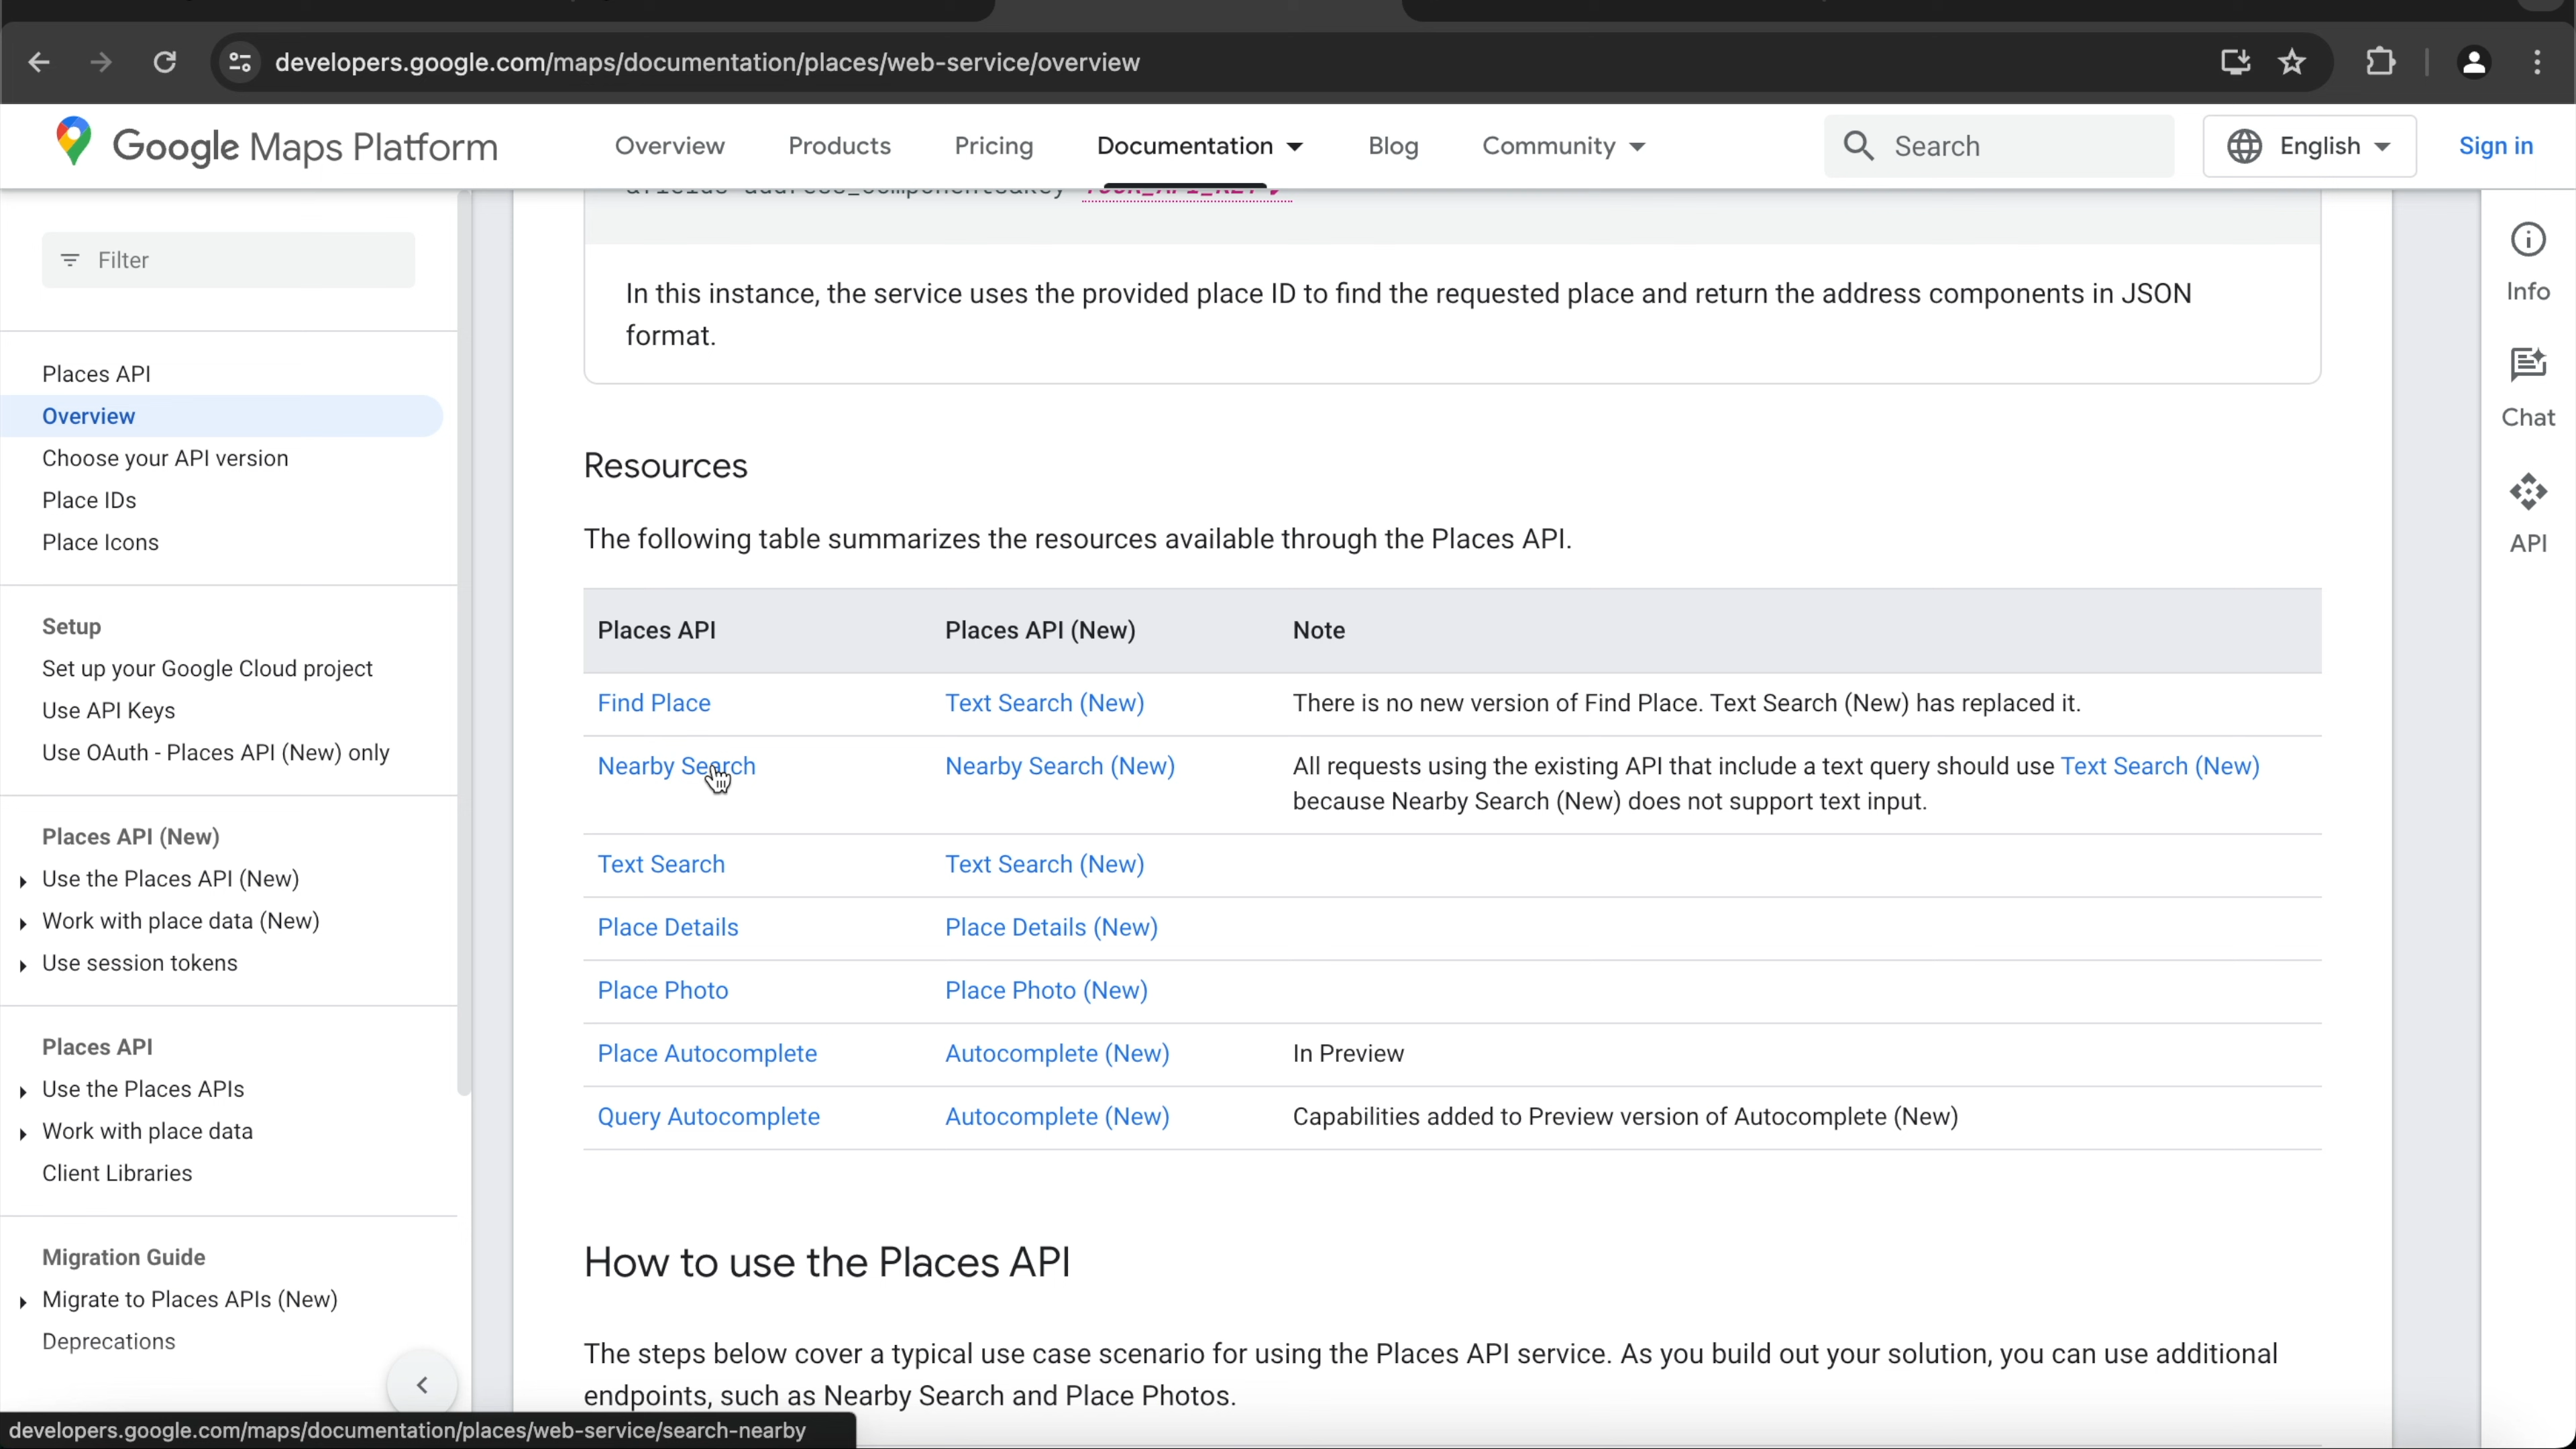 developers.google.com/maps/documentation/places/web-service/overview
Google Maps Platform
Overview
Products
Pricing
Documentation
Blog
Community
Search
English
Sign in
Filter
Places API
Overview
Choose your API version
Place IDs
Place Icons
Setup
Set up your Google Cloud project
Use API Keys
Use OAuth - Places API (New) only
Places API (New)
Use the Places API (New)
Work with place data (New)
Use session tokens
Places API
Use the Places APIs
Work with place data
Client Libraries
Migration Guide
Migrate to Places APIs (New)
Deprecations
In this instance, the service uses the provided place ID to find the requested place and return the address components in JSON
format.
Resources
The following table summarizes the resources available through the Places API.
Places API Places API (New) Note
Find Place Text Search (New) There is no new version of Find Place. Text Search (New) has replaced it.
Nearby Search Nearby Search (New) All requests using the existing API that include a text query should use Text Search (New)
because Nearby Search (New) does not support text input.
Text Search Text Search (New)
Place Details Place Details (New)
Place Photo Place Photo (New)
Place Autocomplete Autocomplete (New) In Preview
Query Autocomplete Autocomplete (New) Capabilities added to Preview version of Autocomplete (New)
How to use the Places API
The steps below cover a typical use case scenario for using the Places API service. As you build out your solution, you can use additional
endpoints, such as Nearby Search and Place Photos.
Info
Chat
API
developers.google.com/maps/documentation/places/web-service/search-nearby